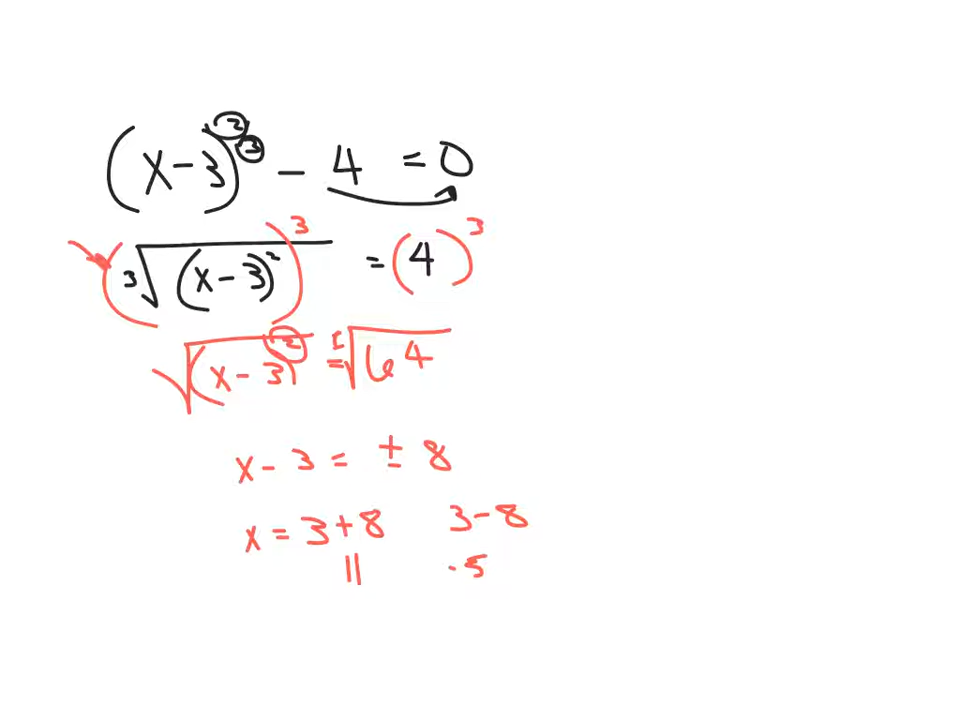 (x-3)^{2/3} - 4 = 0
(∛(x-3)²)³ = (4)³
√(x-3)² = ±√64
x-3 = ± 8
x = 3+8 3-8
11 -5